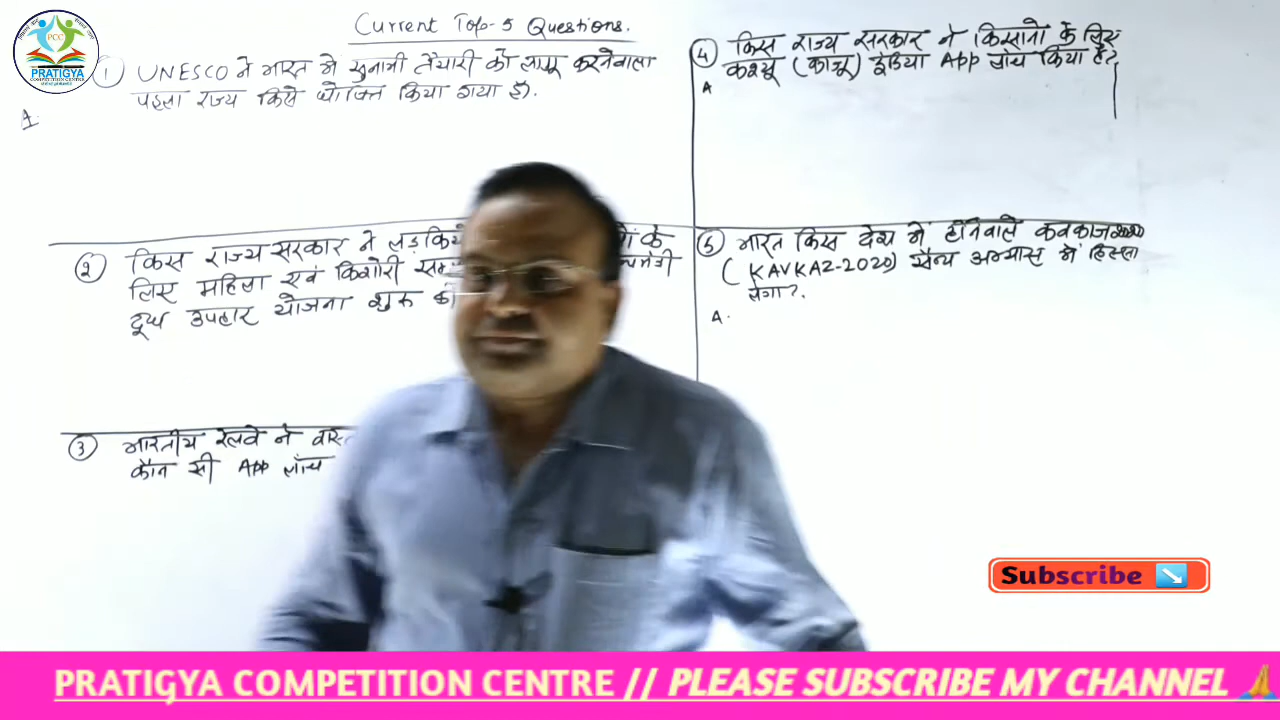 PCC
PRATIGYA
COMPETITION CENTRE
Current Top-5 Questions.
① UNESCO ने भारत में सुनामी तैयारी को लागू करनेवाला
पहला राज्य किसे घोषित किया गया है?
A.
② किस राज्य सरकार ने लड़किये के
लिए महिला एवं किशोरी
दूध उपहार योजना शुरू की
③ भारतीय रेलवे ने
कौन सी App लाँच
④ किस राज्य सरकार ने किसानो के लिए
कश्यू (काजू) इंडिया App लाँच किया है?
A
⑤ भारत किस देश में होनेवाले कवकाज
(KAVKAZ-2020) सैन्य अभ्यास में हिस्सा
लेगा?.
A.
Subscribe
PRATIGYA COMPETITION CENTRE // PLEASE SUBSCRIBE MY CHANNEL